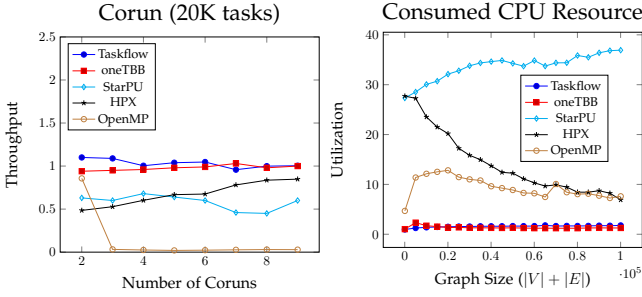 Corun (20K tasks)
2.5
2
1.5
1
0.5
0
Throughput
Taskflow
oneTBB
StarPU
HPX
OpenMP
2
4
6
8
Number of Coruns
Consumed CPU Resource
40
30
20
10
0
Utilization
Taskflow
oneTBB
StarPU
HPX
OpenMP
0
0.2
0.4
0.6
0.8
1
·10⁵
Graph Size (|V| + |E|)